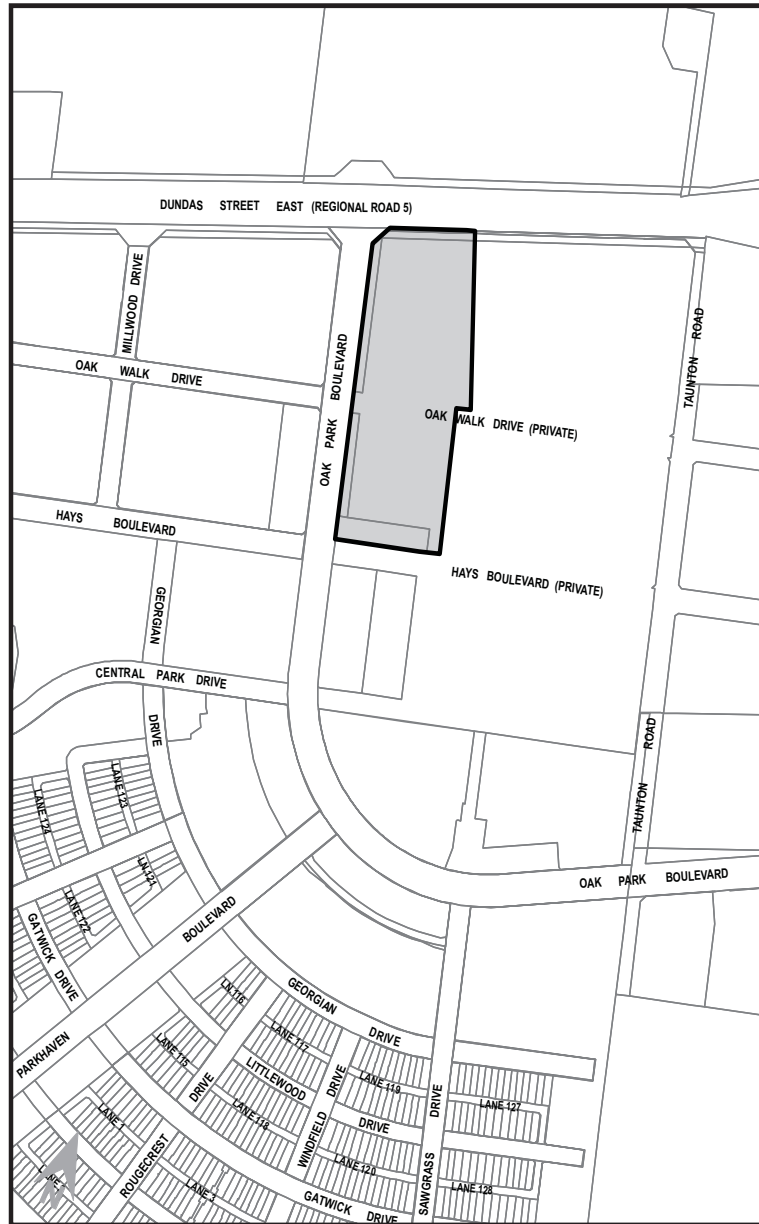 DUNDAS STREET EAST (REGIONAL ROAD 5)
MILLWOOD DRIVE
OAK WALK DRIVE
OAK PARK BOULEVARD
TAUNTON ROAD
OAK WALK DRIVE (PRIVATE)
HAYS BOULEVARD
HAYS BOULEVARD (PRIVATE)
GEORGIAN DRIVE
CENTRAL PARK DRIVE
TAUNTON ROAD
LANE 124
LANE 123
LN 121
LANE 122
GATWICK DRIVE
OAK PARK BOULEVARD
PARKHAVEN BOULEVARD
LN 116
GEORGIAN DRIVE
LANE 115
LANE 117
LITTLEWOOD DRIVE
LANE 119
LANE 127
LANE 118
WINDFIELD DRIVE
SAWGRASS DRIVE
LANE 1
LANE 120
LANE 128
ROUGECREST DRIVE
LANE 3
GATWICK DRIVE